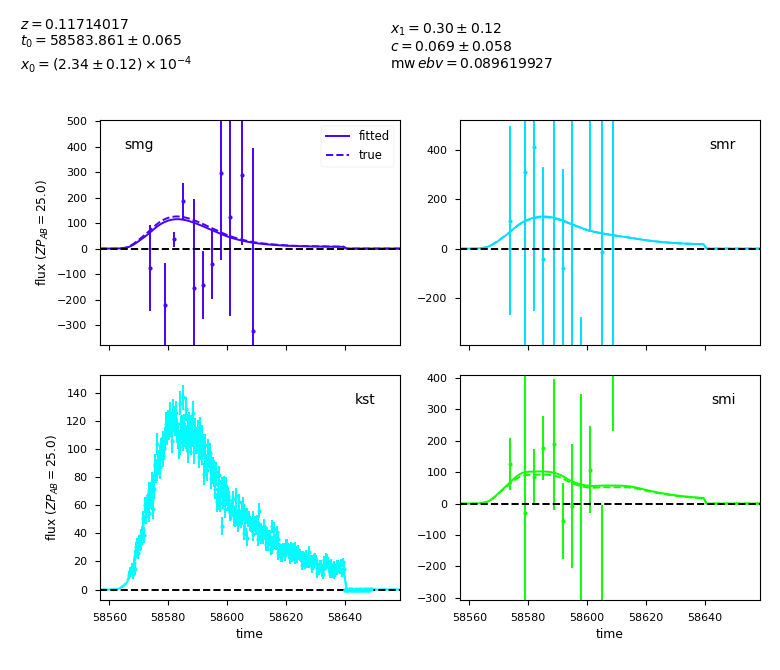 z = 0.11714017
t₀ = 58583.861 ± 0.065
x₀ = (2.34 ± 0.12) × 10⁻⁴
x₁ = 0.30 ± 0.12
c = 0.069 ± 0.058
mw ebv = 0.089619927
500
400
300
200
100
0
−100
−200
−300
flux (ZP_AB = 25.0)
smg
fitted
true
400
200
0
−200
smr
140
120
100
80
60
40
20
0
flux (ZP_AB = 25.0)
kst
58560 58580 58600 58620 58640
time
400
300
200
100
0
−100
−200
−300
smi
58560 58580 58600 58620 58640
time